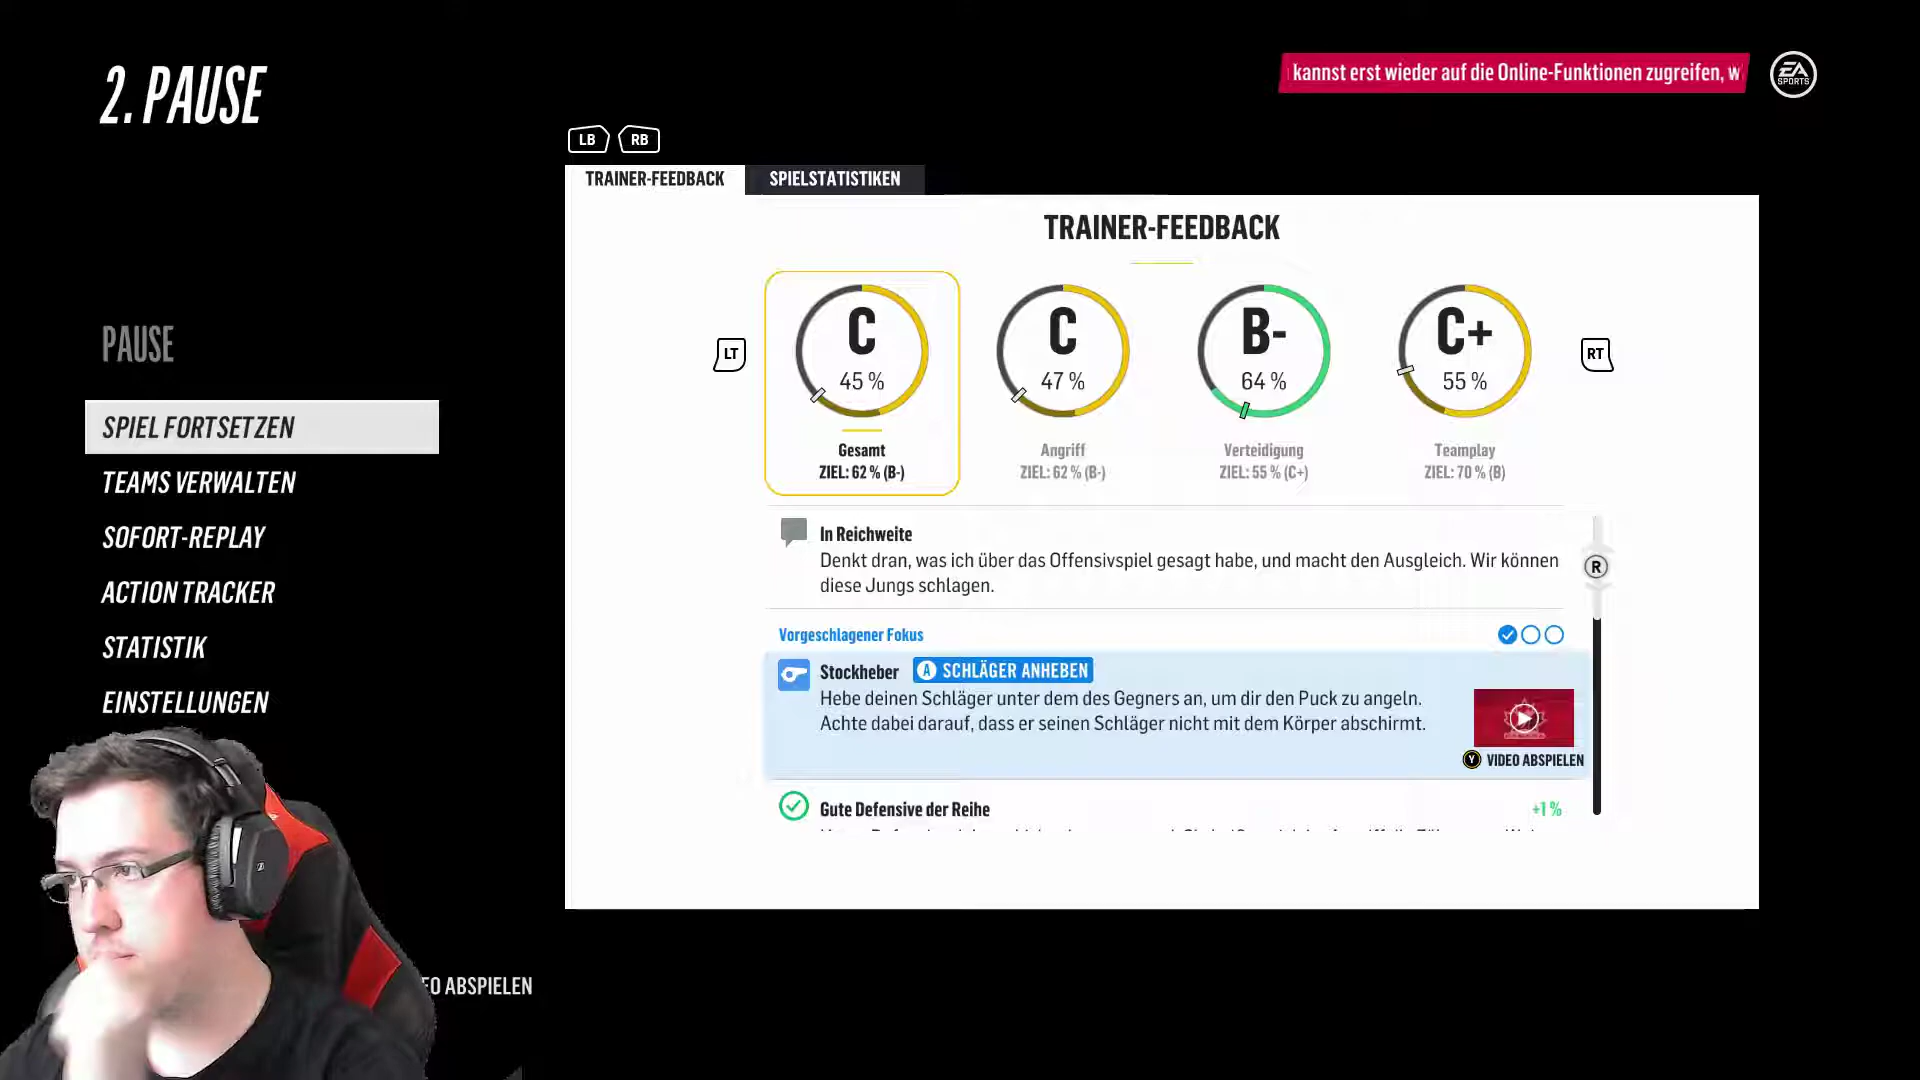 2. PAUSE
kannst erst wieder auf die Online-Funktionen zugreifen, w
EA
SPORTS
LB RB
TRAINER-FEEDBACK SPIELSTATISTIKEN
TRAINER-FEEDBACK
PAUSE
SPIEL FORTSETZEN
TEAMS VERWALTEN
SOFORT-REPLAY
ACTION TRACKER
STATISTIK
EINSTELLUNGEN
LT
C
45 %
Gesamt
ZIEL: 62 % (B-)
C
47 %
Angriff
ZIEL: 62 % (B-)
B-
64 %
Verteidigung
ZIEL: 55 % (C+)
C+
55 %
Teamplay
ZIEL: 70 % (B)
RT
In Reichweite
Denkt dran, was ich über das Offensivspiel gesagt habe, und macht den Ausgleich. Wir können
diese Jungs schlagen.
R
Vorgeschlagener Fokus
Stockheber A SCHLÄGER ANHEBEN
Hebe deinen Schläger unter dem des Gegners an, um dir den Puck zu angeln.
Achte dabei darauf, dass er seinen Schläger nicht mit dem Körper abschirmt.
Y VIDEO ABSPIELEN
Gute Defensive der Reihe +1 %
EO ABSPIELEN